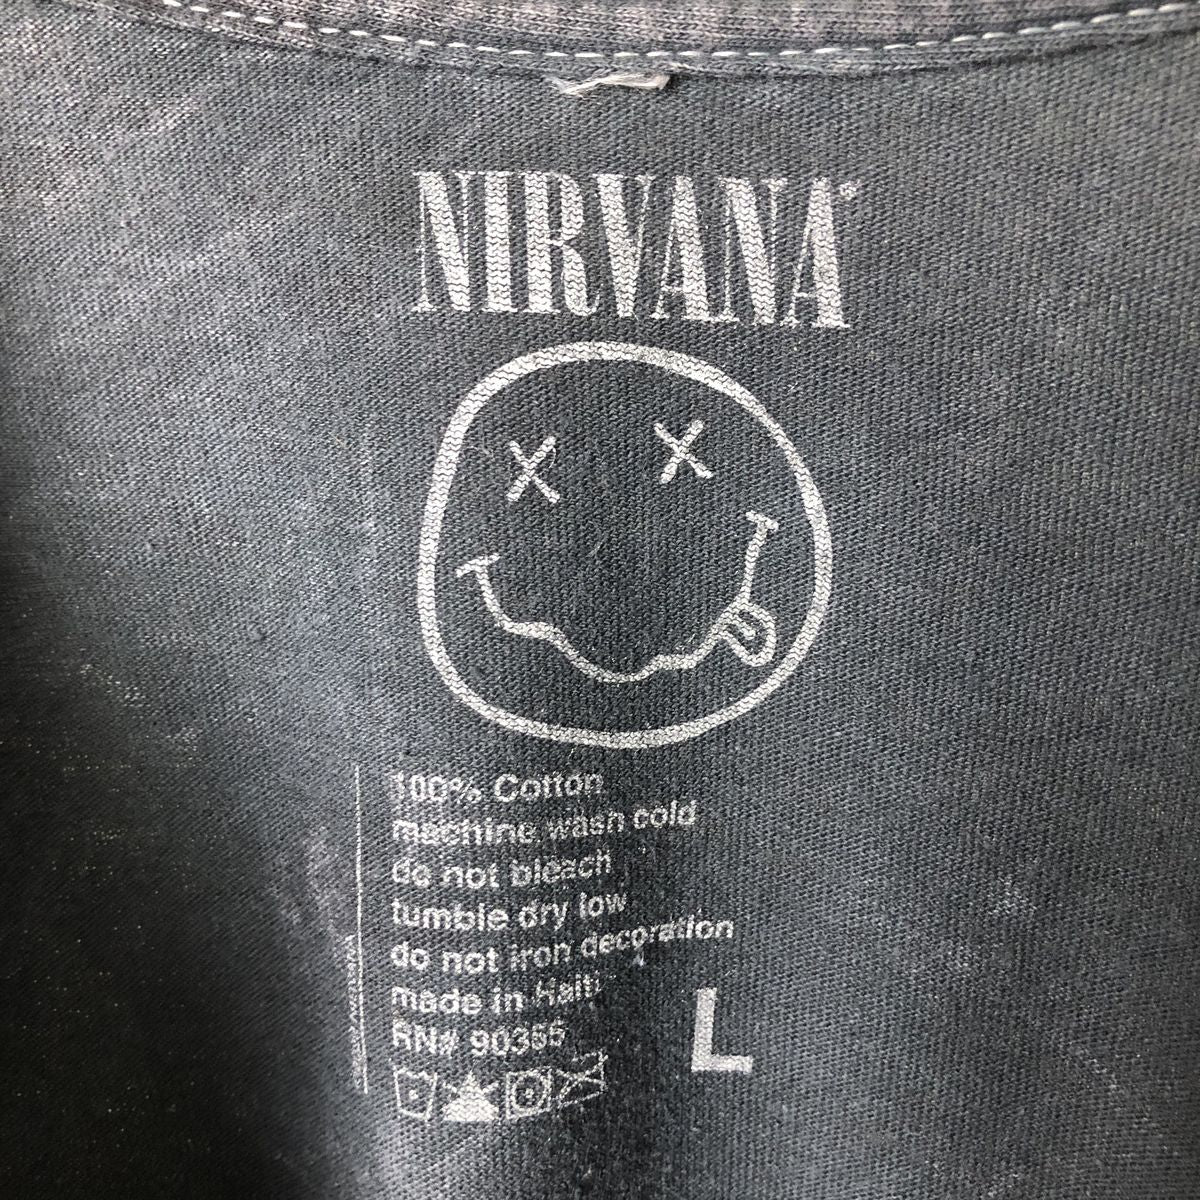 NIRVANA
100% Cotton
machine wash cold
do not bleach
tumble dry low
do not iron decoration
made in Haiti
RN# 90365
L